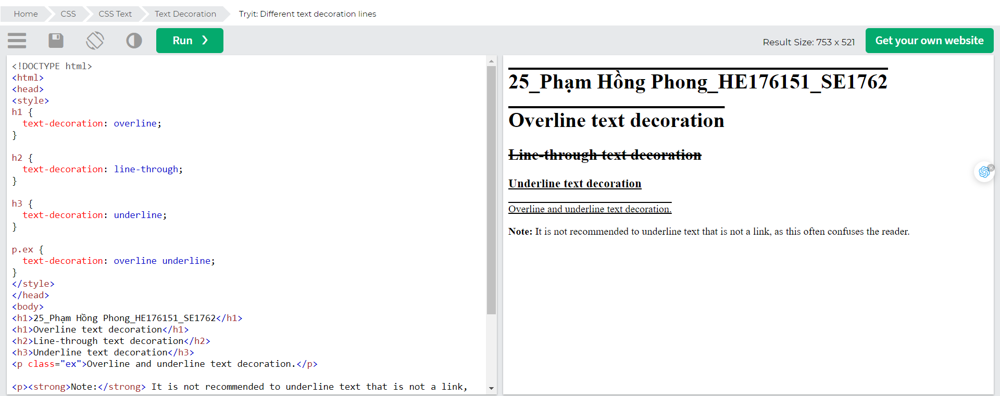 Home CSS CSS Text Text Decoration Tryit: Different text decoration lines
Run ❯ Result Size: 753 x 521 Get your own website
<!DOCTYPE html>
<html>
<head>
<style>
h1 {
  text-decoration: overline;
}

h2 {
  text-decoration: line-through;
}

h3 {
  text-decoration: underline;
}

p.ex {
  text-decoration: overline underline;
}
</style>
</head>
<body>
<h1>25_Phạm Hồng Phong_HE176151_SE1762</h1>
<h1>Overline text decoration</h1>
<h2>Line-through text decoration</h2>
<h3>Underline text decoration</h3>
<p class="ex">Overline and underline text decoration.</p>

<p><strong>Note:</strong> It is not recommended to underline text that is not a link,
25_Phạm Hồng Phong_HE176151_SE1762
Overline text decoration
Line-through text decoration
Underline text decoration
Overline and underline text decoration.
Note: It is not recommended to underline text that is not a link, as this often confuses the reader.